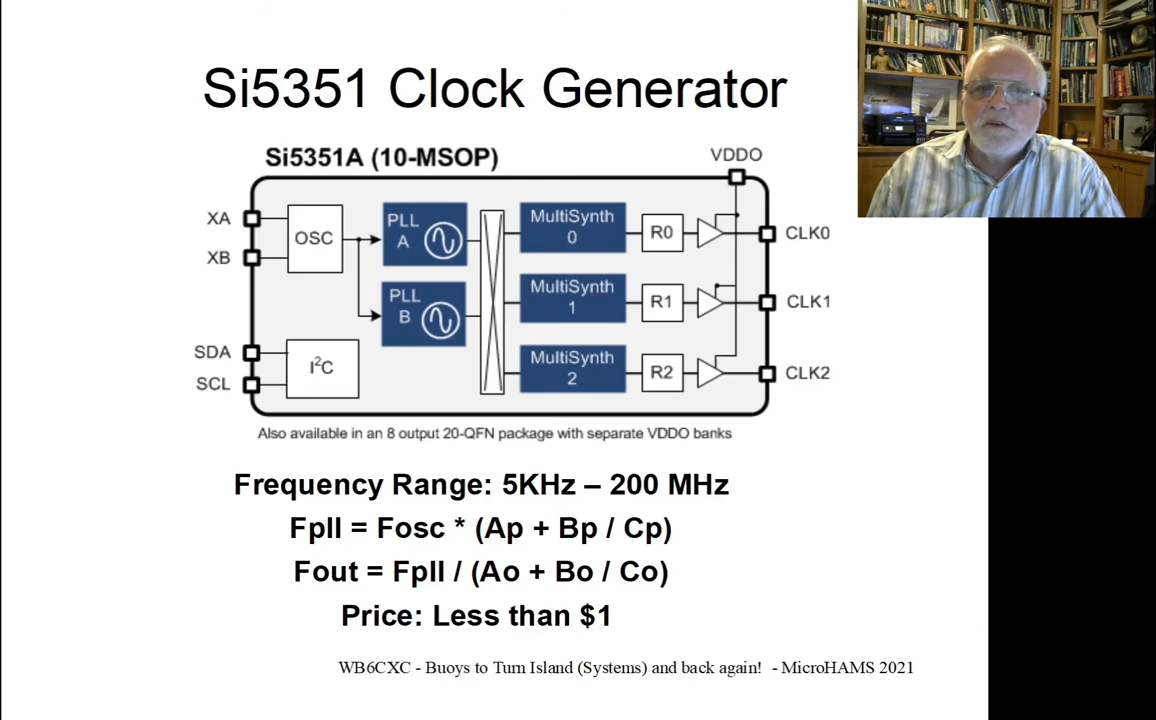 Si5351 Clock Generator
Si5351A (10-MSOP)
VDDO
XA
XB
OSC
PLL
A
PLL
B
MultiSynth
0
R0
CLK0
MultiSynth
1
R1
CLK1
SDA
SCL
I²C
MultiSynth
2
R2
CLK2
Also available in an 8 output 20-QFN package with separate VDDO banks
Frequency Range: 5KHz – 200 MHz
Fpll = Fosc * (Ap + Bp / Cp)
Fout = Fpll / (Ao + Bo / Co)
Price: Less than $1
WB6CXC - Buoys to Turn Island (Systems) and back again! - MicroHAMS 2021